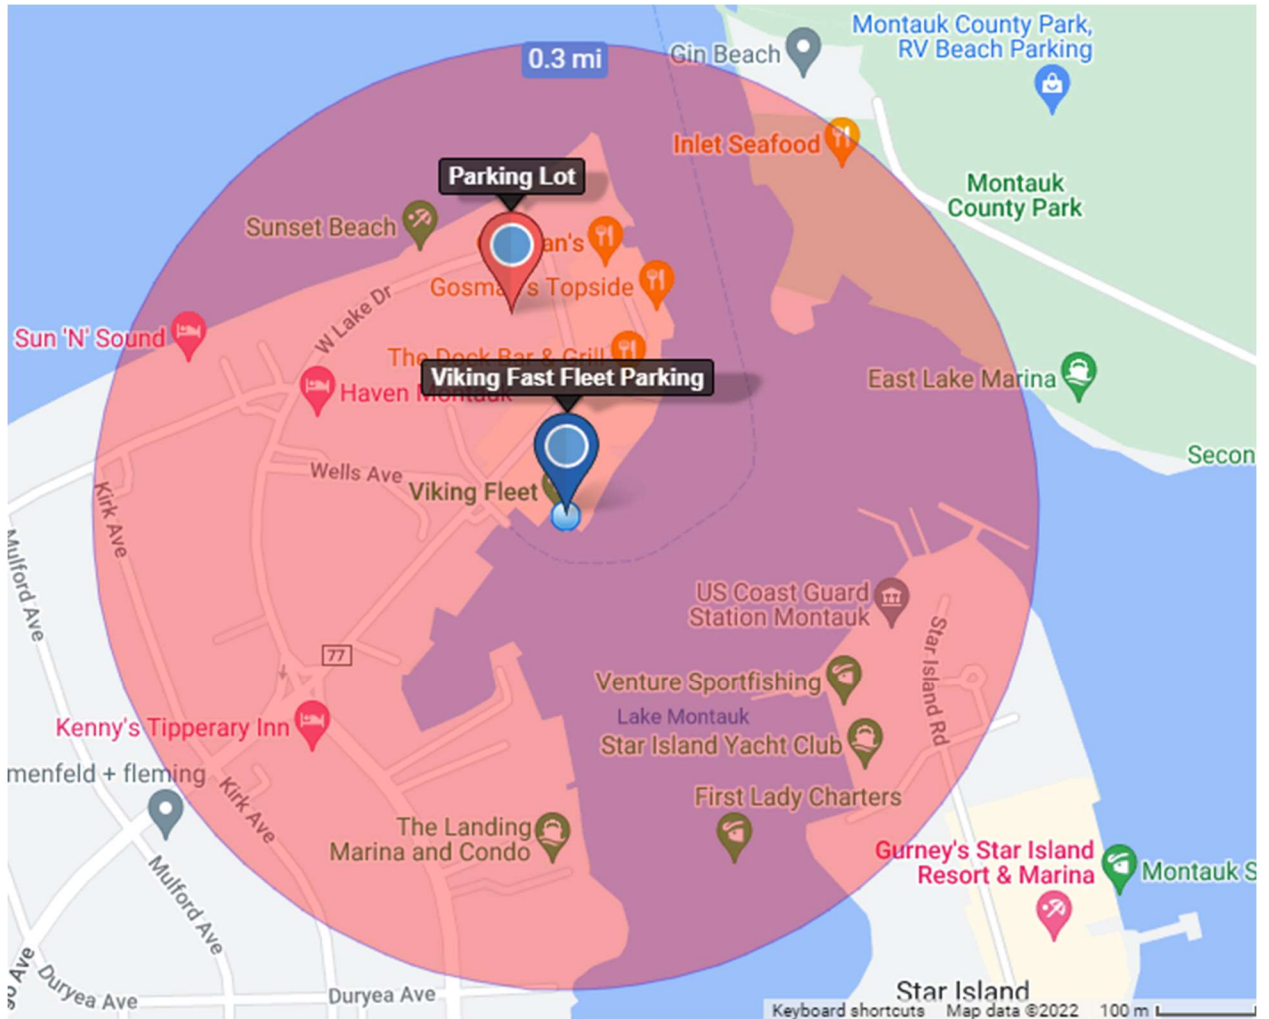 0.3 mi
Gin Beach
Montauk County Park,
RV Beach Parking
Inlet Seafood
Parking Lot
Montauk
County Park
Sunset Beach
an's
Gosma s Topside
W Lake Dr
Sun 'N' Sound
The Dock Bar & Grill
Viking Fast Fleet Parking
Haven Montauk
East Lake Marina
Secon
Wells Ave
Viking Fleet
Kirk Ave
Mulford Ave
US Coast Guard
Station Montauk
Star Island Rd
77
Venture Sportfishing
Lake Montauk
Kenny's Tipperary Inn
Star Island Yacht Club
menfeld + fleming
Kirk Ave
First Lady Charters
The Landing
Marina and Condo
Gurney's Star Island
Resort & Marina
Montauk S
Mulford Ave
go Ave
Duryea Ave
Duryea Ave
Star Island
Keyboard shortcuts Map data ©2022 100 m